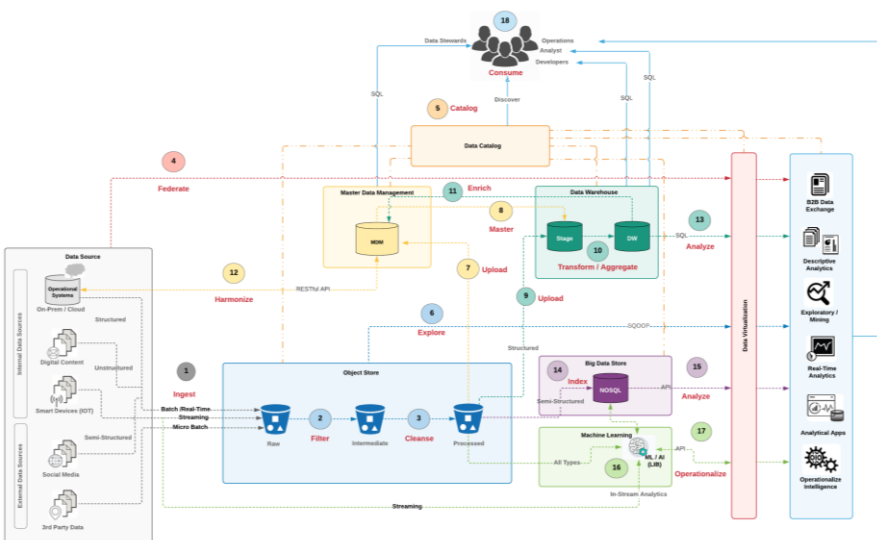 18
Data Stewards
Operations
Analyst
Developers
Consume
SQL
Discover
SQL
SQL
5
Catalog
Data Catalog
4
Federate
Master Data Management
11
Enrich
Data Warehouse
8
Master
MDM
Stage
DW
10
Transform / Aggregate
13
SQL
Analyze
B2B Data
Exchange
Data Source
Operational
Systems
On-Prem / Cloud
12
Harmonize
RESTful API
7
Upload
9
Upload
Descriptive
Analytics
Internal Data Sources
Structured
Digital Content
Unstructured
Smart Devices (IOT)
6
Explore
SQOOP
Structured
Data Virtualization
Exploratory /
Mining
1
Ingest
Object Store
Batch /Real-Time
Streaming
Micro Batch
Raw
2
Filter
Intermediate
3
Cleanse
Processed
Big Data Store
14
Index
Semi-Structured
NOSQL
15
API
Analyze
Real-Time
Analytics
External Data Sources
Semi-Structured
Social Media
3rd Party Data
Machine Learning
All Types
16
ML / AI
(LIB)
In-Stream Analytics
17
API
Operationalize
Analytical Apps
Operationalize
Intelligence
Streaming